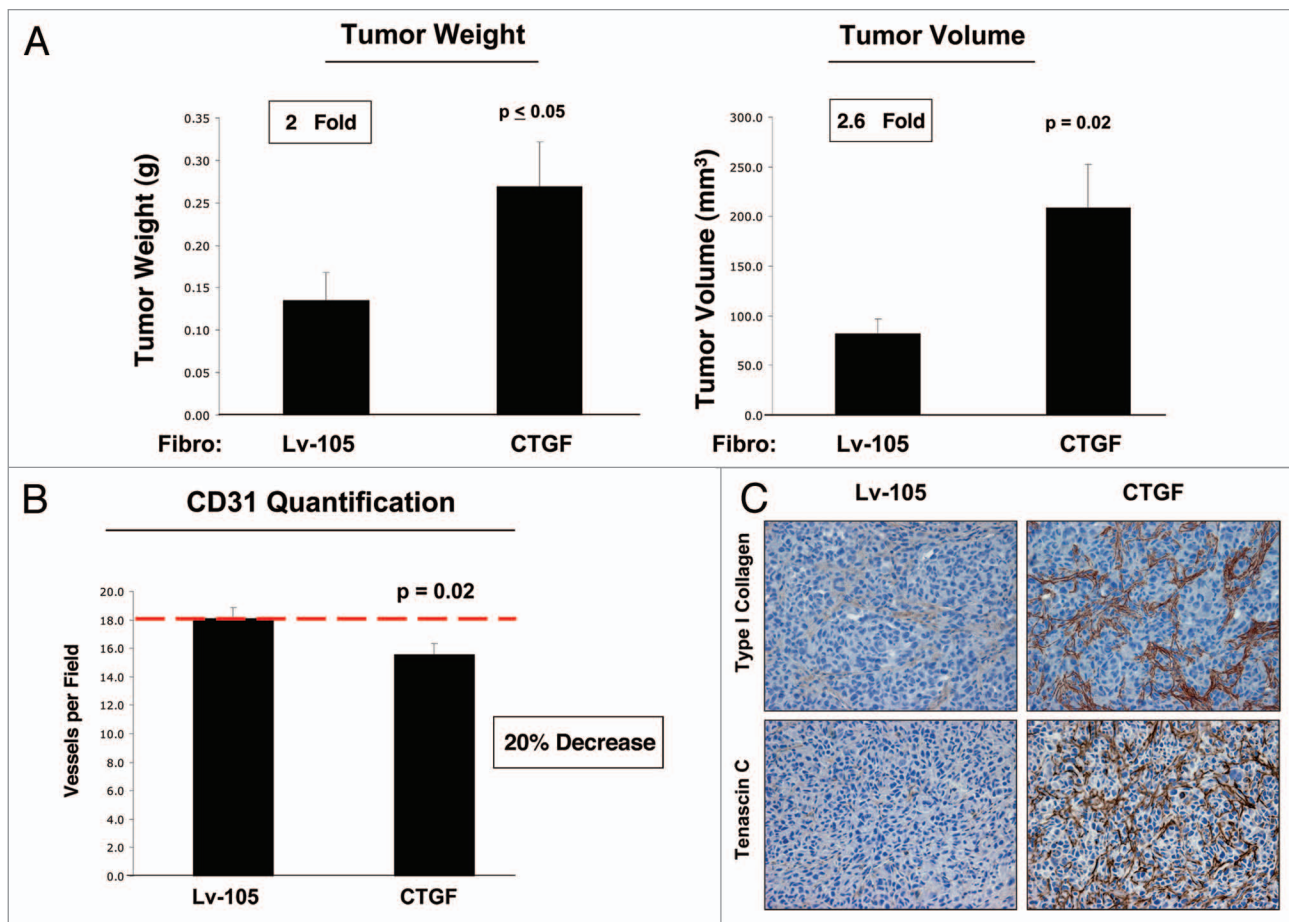 A
Tumor Weight
2 Fold
p ≤ 0.05
Tumor Weight (g)
0.35
0.30
0.25
0.20
0.15
0.10
0.05
0.00
Fibro: Lv-105 CTGF
Tumor Volume
2.6 Fold
p = 0.02
Tumor Volume (mm³)
300.0
250.0
200.0
150.0
100.0
50.0
0.0
Fibro: Lv-105 CTGF
B
CD31 Quantification
p = 0.02
Vessels per Field
20.0
18.0
16.0
14.0
12.0
10.0
8.0
6.0
4.0
2.0
0.0
20% Decrease
Lv-105 CTGF
C
Lv-105 CTGF
Type I Collagen
Tenascin C